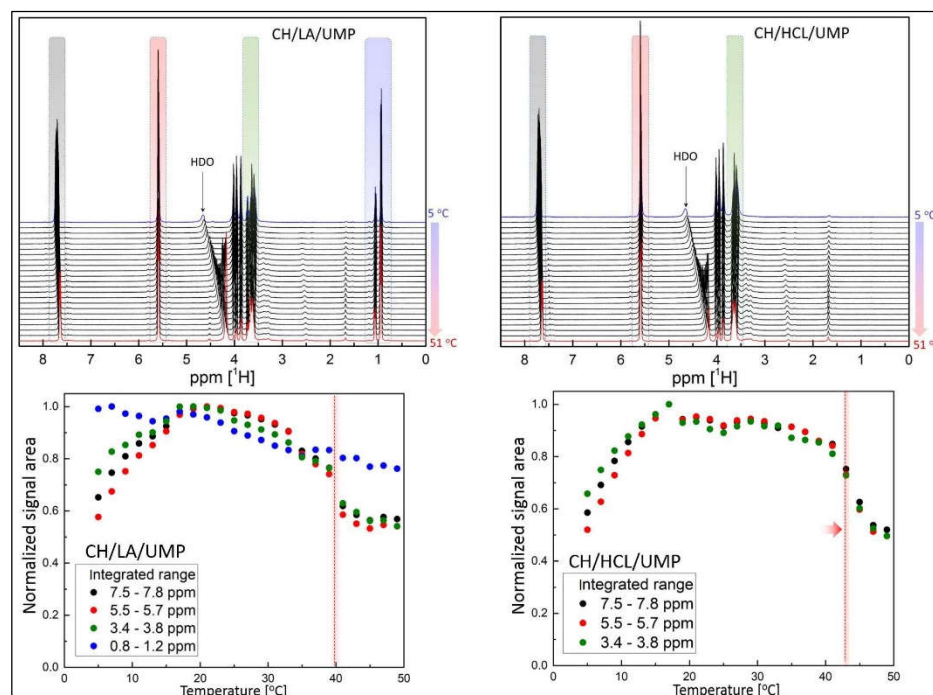 CH/LA/UMP
HDO
5 °C
51 °C
8 7 6 5 4 3 2 1 0
ppm [¹H]
CH/HCL/UMP
HDO
5 °C
51 °C
8 7 6 5 4 3 2 1 0
ppm [¹H]
Normalized signal area
1.0
0.8
0.6
0.4
0.2
0.0
CH/LA/UMP
Integrated range
7.5 - 7.8 ppm
5.5 - 5.7 ppm
3.4 - 3.8 ppm
0.8 - 1.2 ppm
0 10 20 30 40 50
Temperature [°C]
Normalized signal area
1.0
0.8
0.6
0.4
0.2
0.0
CH/HCL/UMP
Integrated range
7.5 - 7.8 ppm
5.5 - 5.7 ppm
3.4 - 3.8 ppm
0 10 20 30 40 50
Temperature [°C]